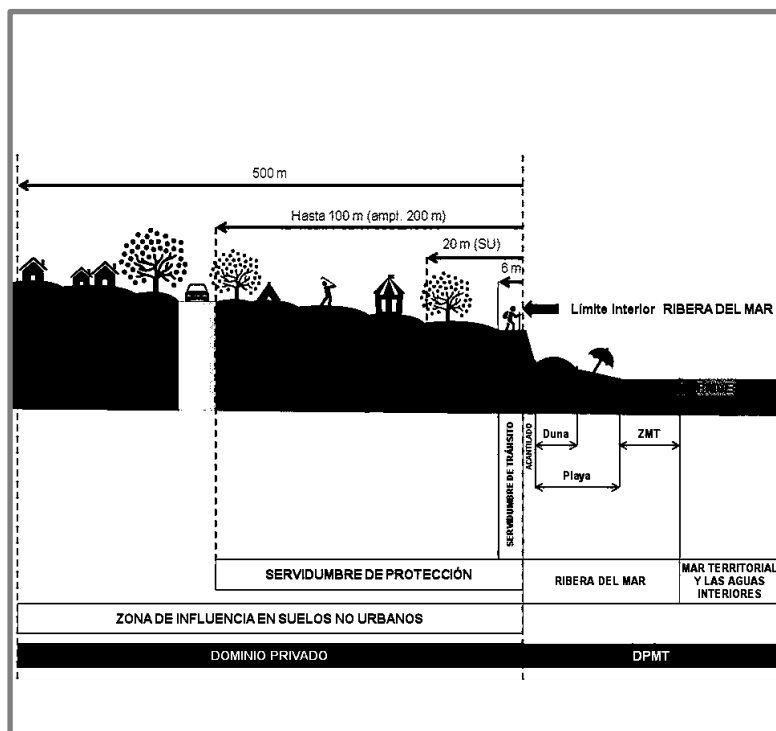 500 m
Hasta 100 m (ampl. 200 m)
20 m (SU)
6 m
Límite Interior RIBERA DEL MAR
SERVIDUMBRE DE TRÁNSITO
ACANTILADO
Duna
ZMT
Playa
SERVIDUMBRE DE PROTECCIÓN
RIBERA DEL MAR
MAR TERRITORIAL
Y LAS AGUAS
INTERIORES
ZONA DE INFLUENCIA EN SUELOS NO URBANOS
DOMINIO PRIVADO
DPMT